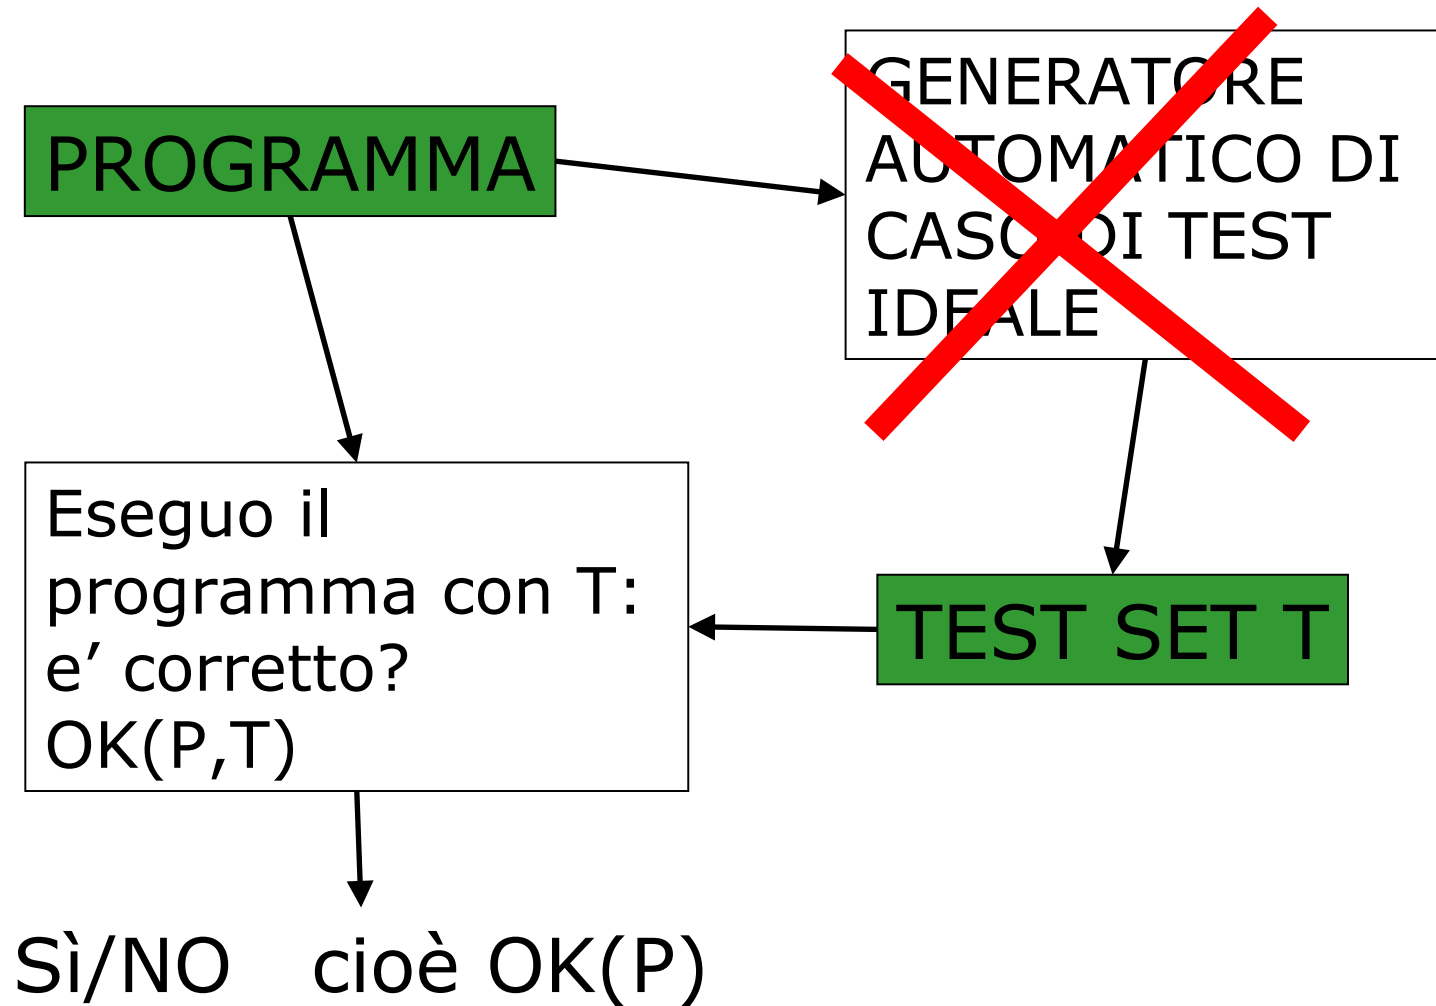 PROGRAMMA
GENERATORE
AUTOMATICO DI
CASO DI TEST
IDEALE
Eseguo il
programma con T:
e’ corretto?
OK(P,T)
TEST SET T
Sì/NO cioè OK(P)